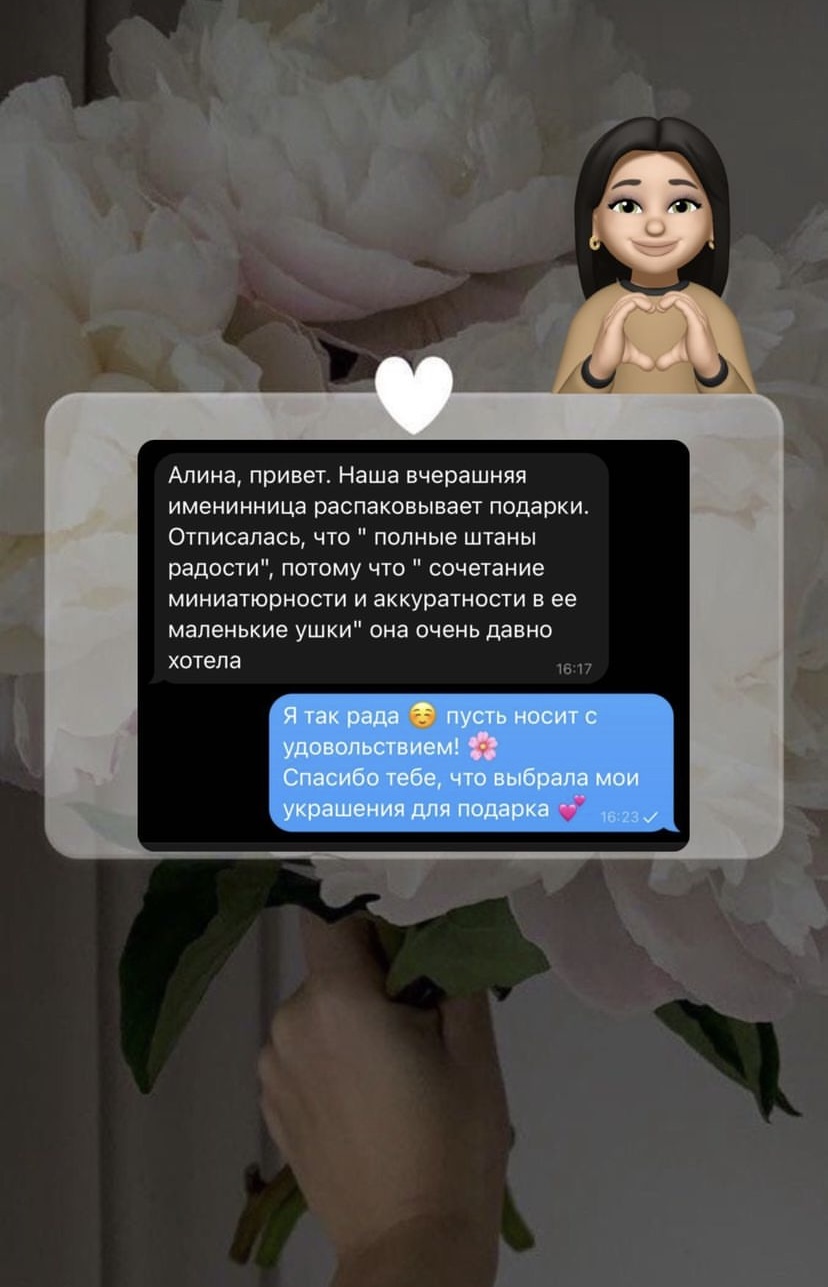 Алина, привет. Наша вчерашняя
именинница распаковывает подарки.
Отписалась, что " полные штаны
радости", потому что " сочетание
миниатюрности и аккуратности в ее
маленькие ушки" она очень давно
хотела
16:17
Я так рада ☺️ пусть носит с
удовольствием! 🌸
Спасибо тебе, что выбрала мои
украшения для подарка 💕
16:23